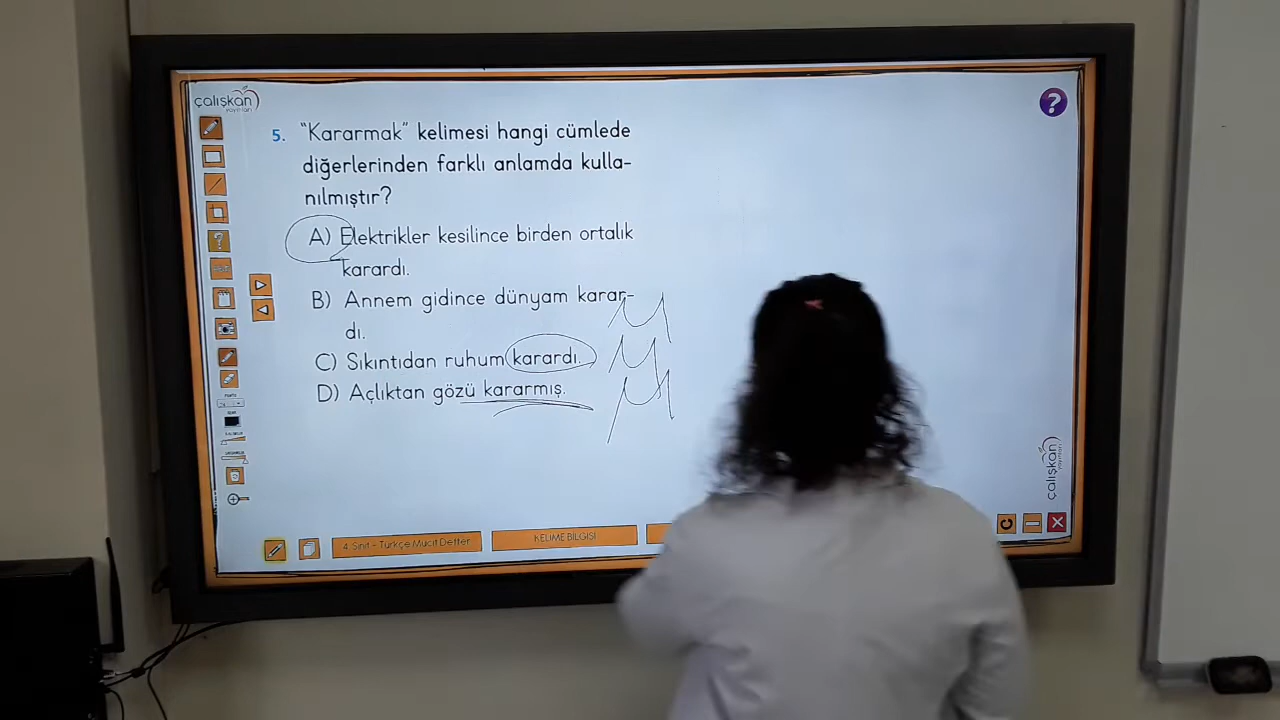 çalışkan
yayınları
?
5. "Kararmak" kelimesi hangi cümlede
diğerlerinden farklı anlamda kulla-
nılmıştır?
A) Elektrikler kesilince birden ortalık
karardı.
B) Annem gidince dünyam karar-
dı.
C) Sıkıntıdan ruhum karardı.
D) Açlıktan gözü kararmış.
M
M
M
çalışkan
yayınları
4. Sınıf - Türkçe Mucit Defter
KELİME BİLGİSİ